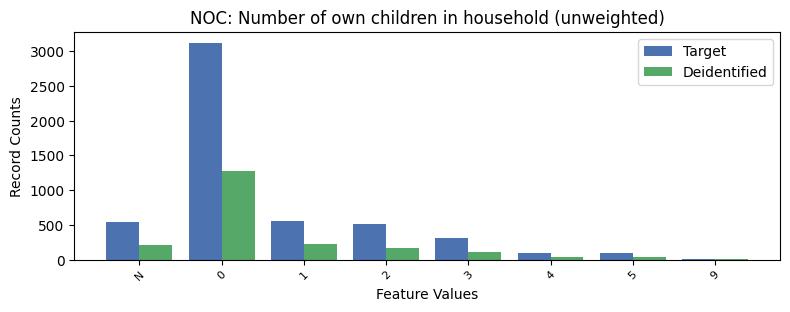 NOC: Number of own children in household (unweighted)
Target
Deidentified
Record Counts
3000
2500
2000
1500
1000
500
0
N 0 1 2 3 4 5 9
Feature Values